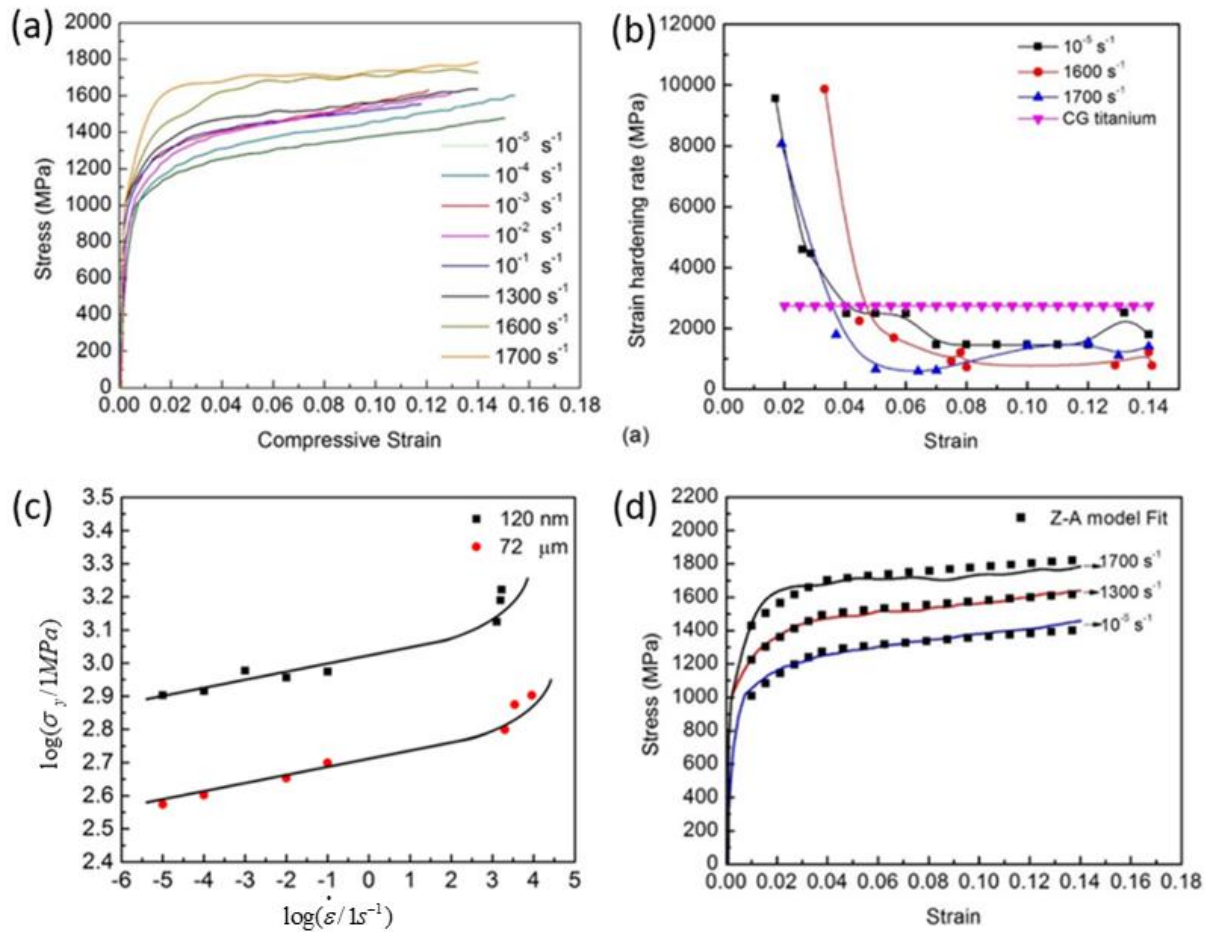 (a)
2000
1800
1600
1400
1200
1000
800
600
400
200
0
Stress (MPa)
10⁻⁵ s⁻¹
10⁻⁴ s⁻¹
10⁻³ s⁻¹
10⁻² s⁻¹
10⁻¹ s⁻¹
1300 s⁻¹
1600 s⁻¹
1700 s⁻¹
0.00 0.02 0.04 0.06 0.08 0.10 0.12 0.14 0.16 0.18
Compressive Strain
(b)
12000
10000
8000
6000
4000
2000
0
Strain hardening rate (MPa)
10⁻⁵ s⁻¹
1600 s⁻¹
1700 s⁻¹
CG titanium
0.00 0.02 0.04 0.06 0.08 0.10 0.12 0.14
Strain
(a)
(c)
3.5
3.4
3.3
3.2
3.1
3.0
2.9
2.8
2.7
2.6
2.5
2.4
log(σy/1MPa)
120 nm
72 μm
-6 -5 -4 -3 -2 -1 0 1 2 3 4 5
log(ε̇/1s⁻¹)
(d)
2200
2000
1800
1600
1400
1200
1000
800
600
400
200
0
Stress (MPa)
Z-A model Fit
1700 s⁻¹
1300 s⁻¹
10⁻⁵ s⁻¹
0.00 0.02 0.04 0.06 0.08 0.10 0.12 0.14 0.16 0.18
Strain